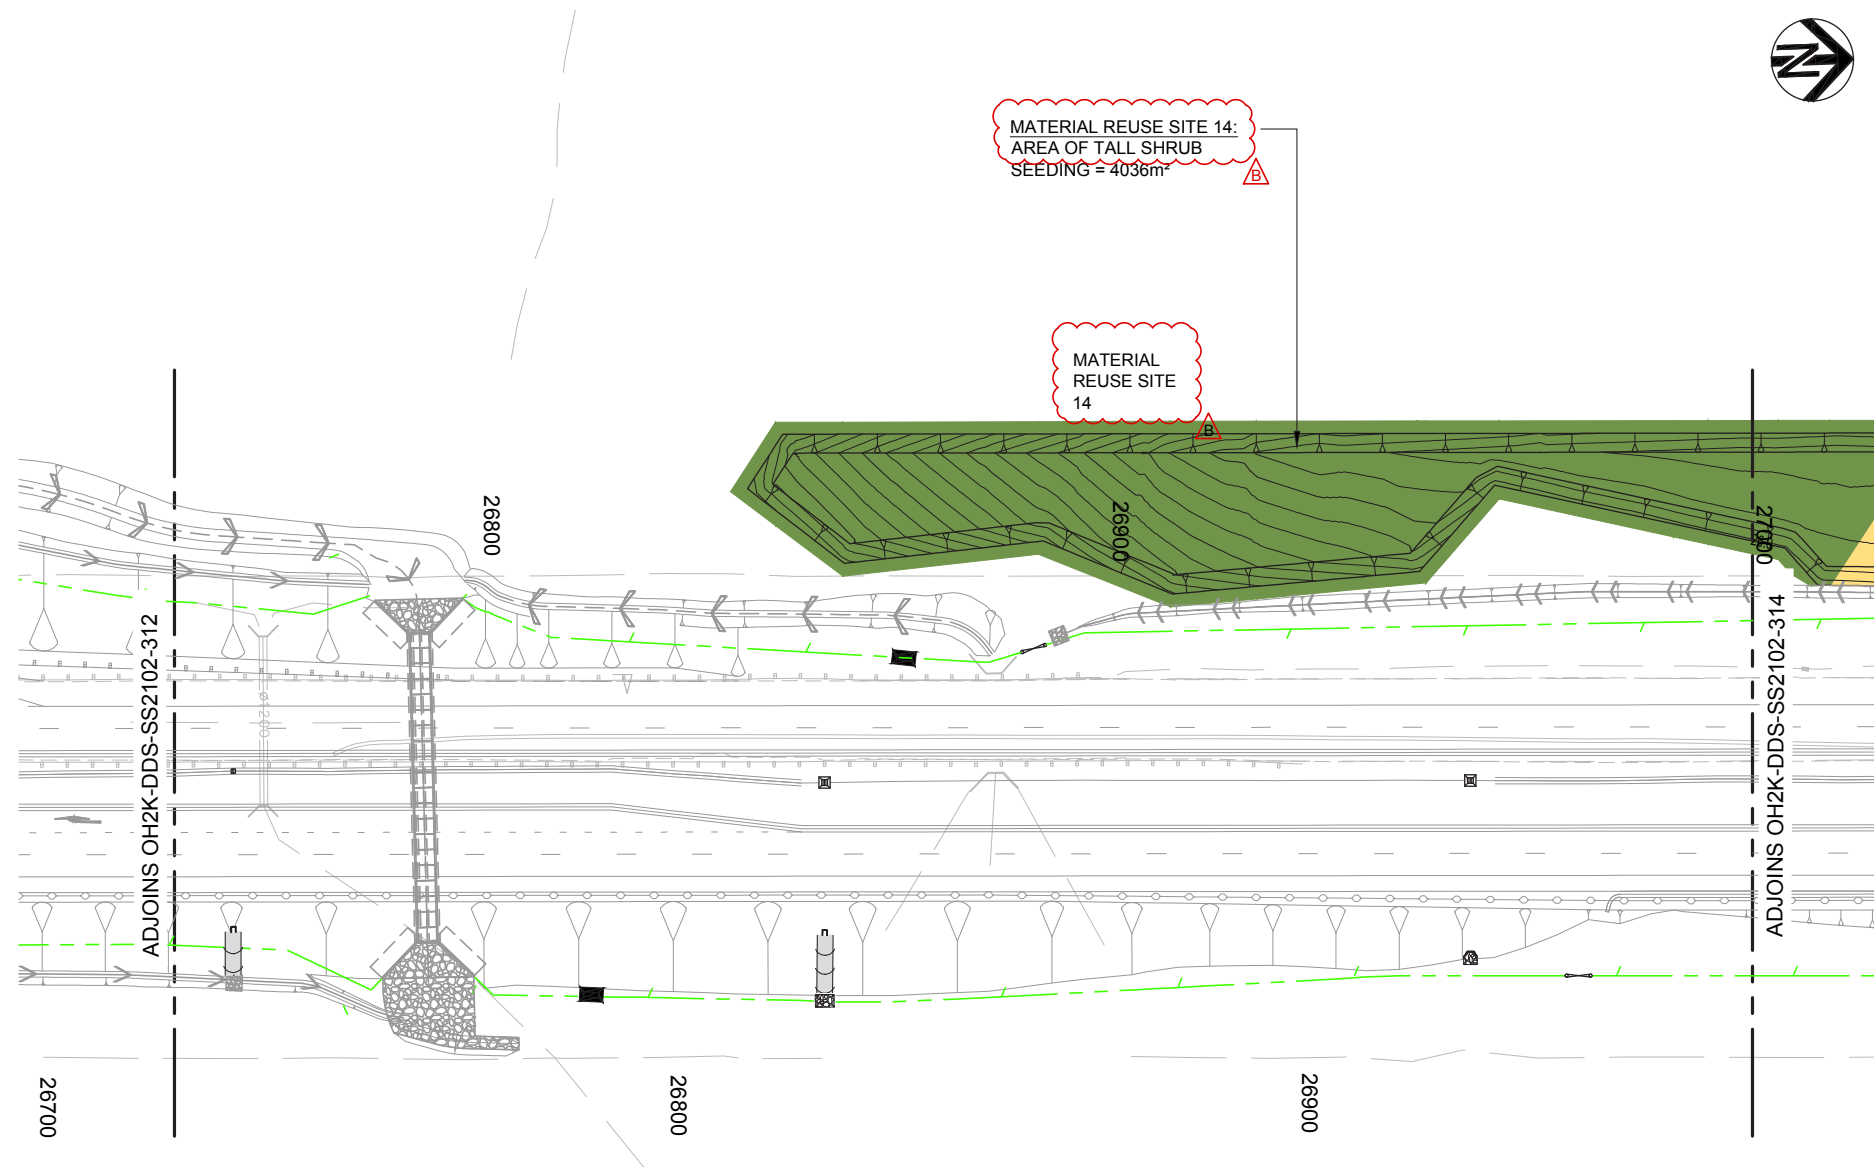 N
MATERIAL REUSE SITE 14:
AREA OF TALL SHRUB
SEEDING = 4036m²
B
MATERIAL
REUSE SITE
14
B
26800
26900
27000
ADJOINS OH2K-DDS-SS2102-312
ø1200
ADJOINS OH2K-DDS-SS2102-314
26700
26800
26900